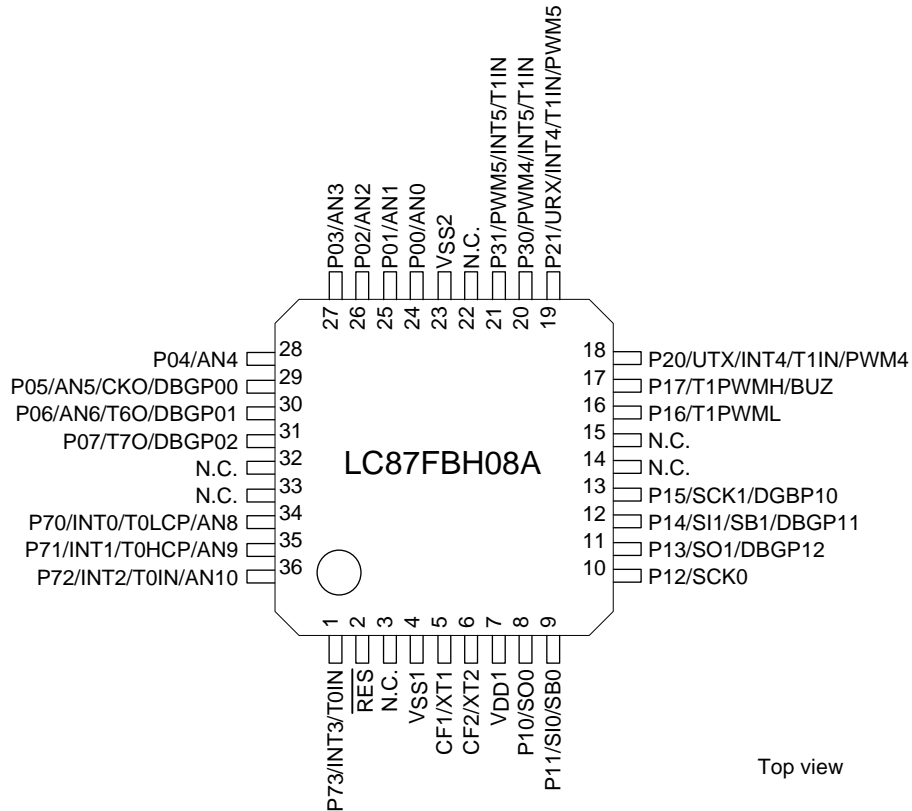 P03/AN3
P02/AN2
P01/AN1
P00/AN0
VSS2
N.C.
P31/PWM5/INT5/T1IN
P30/PWM4/INT5/T1IN
P21/URX/INT4/T1IN/PWM5
27
26
25
24
23
22
21
20
19
P04/AN4 28
P05/AN5/CKO/DBGP00 29
P06/AN6/T6O/DBGP01 30
P07/T7O/DBGP02 31
N.C. 32
N.C. 33
P70/INT0/T0LCP/AN8 34
P71/INT1/T0HCP/AN9 35
P72/INT2/T0IN/AN10 36
LC87FBH08A
18 P20/UTX/INT4/T1IN/PWM4
17 P17/T1PWMH/BUZ
16 P16/T1PWML
15 N.C.
14 N.C.
13 P15/SCK1/DGBP10
12 P14/SI1/SB1/DBGP11
11 P13/SO1/DBGP12
10 P12/SCK0
1
2
3
4
5
6
7
8
9
P73/INT3/T0IN
RES
N.C.
VSS1
CF1/XT1
CF2/XT2
VDD1
P10/SO0
P11/SI0/SB0
Top view